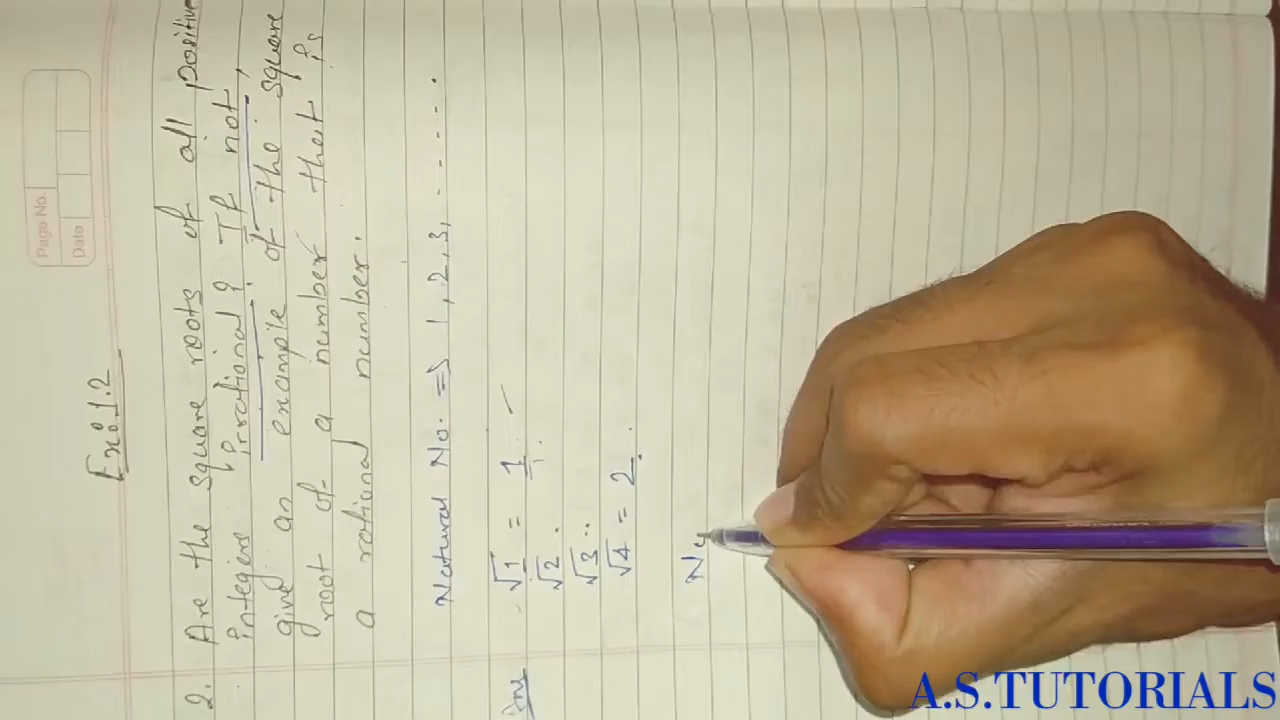 Page No.
Date
Ex:1.2
2. Are the square roots of all positive
integers irrational? If not,
give an example of the square
root of a number that is
a rational number.
Natural No. => 1, 2, 3, - - - - - .
Ans √1 = 1
√2 .
√3 ..
√4 = 2 .
N
A.S.TUTORIALS